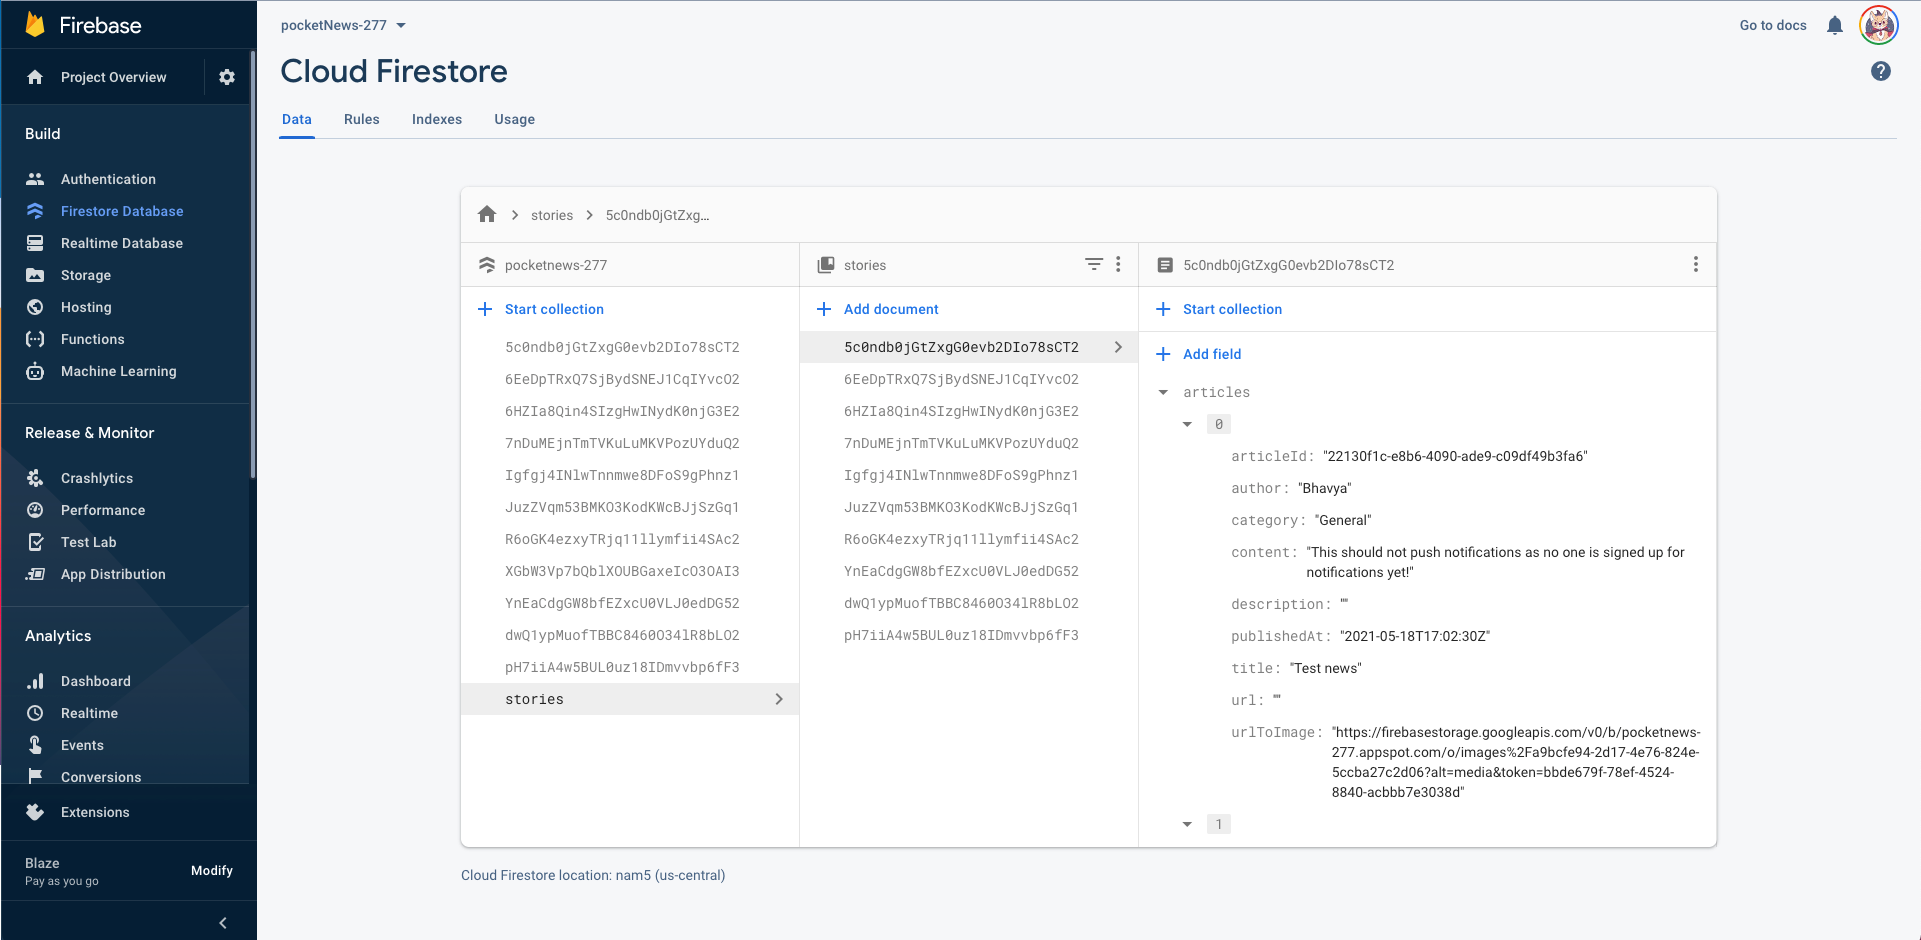 Firebase
Project Overview
Build
Authentication
Firestore Database
Realtime Database
Storage
Hosting
Functions
Machine Learning
Release & Monitor
Crashlytics
Performance
Test Lab
App Distribution
Analytics
Dashboard
Realtime
Events
Conversions
Extensions
Blaze
Pay as you go
Modify
pocketNews-277
Go to docs
Cloud Firestore
Data
Rules
Indexes
Usage
stories
5c0ndb0jGtZxg...
pocketnews-277
Start collection
5c0ndb0jGtZxgG0evb2DIo78sCT2
6EeDpTRxQ7SjBydSNEJ1CqIYvcO2
6HZIa8Qin4SIzgHwINydK0njG3E2
7nDuMEjnTmTVKuLuMKVPozUYduQ2
Igfgj4INlwTnnmwe8DFoS9gPhnz1
JuzZVqm53BMKO3KodKWcBJjSzGq1
R6oGK4ezxyTRjq11llymfii4SAc2
XGbW3Vp7bQblXOUBGaxeIcO3OAI3
YnEaCdgGW8bfEZxcU0VLJ0edDG52
dwQ1ypMuofTBBC8460O34lR8bLO2
pH7iiA4w5BUL0uz18IDmvvbp6fF3
stories
stories
Add document
5c0ndb0jGtZxgG0evb2DIo78sCT2
6EeDpTRxQ7SjBydSNEJ1CqIYvcO2
6HZIa8Qin4SIzgHwINydK0njG3E2
7nDuMEjnTmTVKuLuMKVPozUYduQ2
Igfgj4INlwTnnmwe8DFoS9gPhnz1
JuzZVqm53BMKO3KodKWcBJjSzGq1
R6oGK4ezxyTRjq11llymfii4SAc2
YnEaCdgGW8bfEZxcU0VLJ0edDG52
dwQ1ypMuofTBBC8460O34lR8bLO2
pH7iiA4w5BUL0uz18IDmvvbp6fF3
5c0ndb0jGtZxgG0evb2DIo78sCT2
Start collection
Add field
articles
0
articleId: "22130f1c-e8b6-4090-ade9-c09df49b3fa6"
author: "Bhavya"
category: "General"
content: "This should not push notifications as no one is signed up for
notifications yet!"
description: ""
publishedAt: "2021-05-18T17:02:30Z"
title: "Test news"
url: ""
urlToImage: "https://firebasestorage.googleapis.com/v0/b/pocketnews-
277.appspot.com/o/images%2Fa9bcfe94-2d17-4e76-824e-
5ccba27c2d06?alt=media&token=bbde679f-78ef-4524-
8840-acbbb7e3038d"
1
Cloud Firestore location: nam5 (us-central)